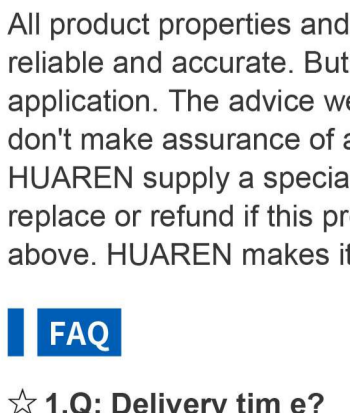 All product properties and
reliable and accurate. But
application. The advice we
don't make assurance of a
HUAREN supply a specia
replace or refund if this pr
above. HUAREN makes it
FAQ
☆ 1.Q: Delivery tim e?